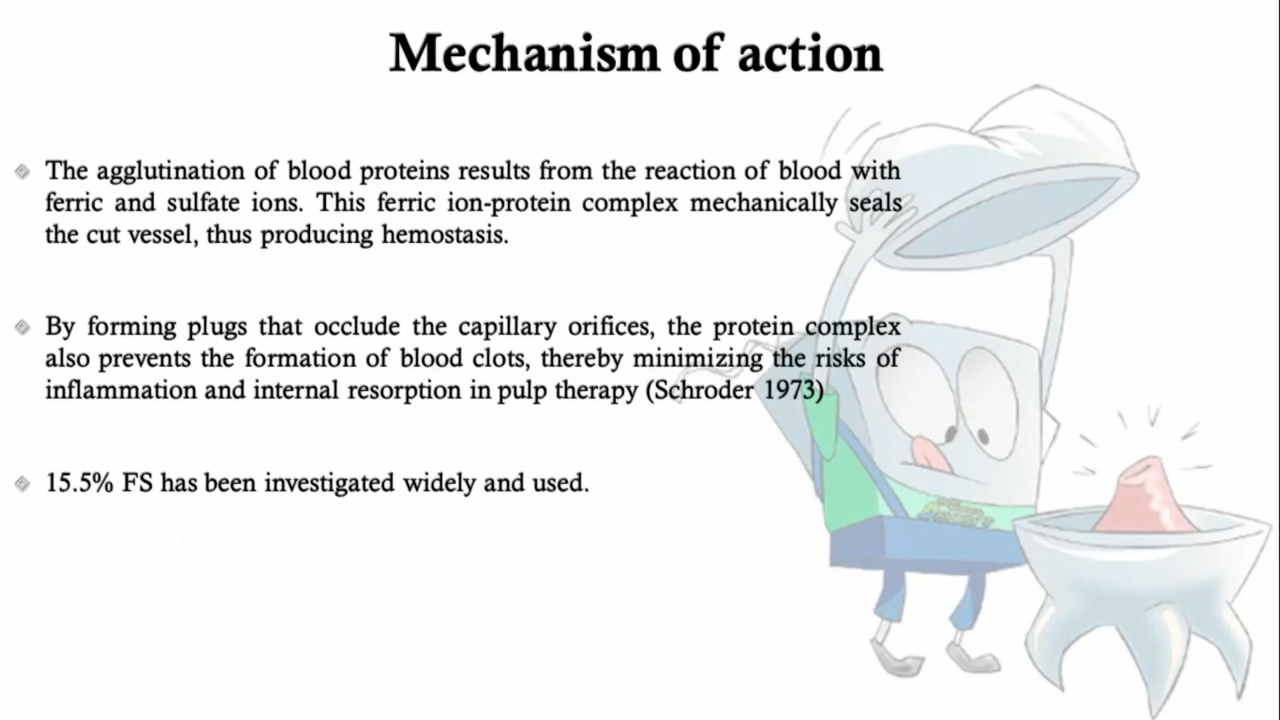 Mechanism of action
The agglutination of blood proteins results from the reaction of blood with
ferric and sulfate ions. This ferric ion-protein complex mechanically seals
the cut vessel, thus producing hemostasis.
By forming plugs that occlude the capillary orifices, the protein complex
also prevents the formation of blood clots, thereby minimizing the risks of
inflammation and internal resorption in pulp therapy (Schroder 1973)
15.5% FS has been investigated widely and used.